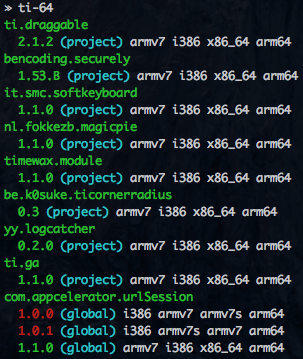 » ti-64
ti.draggable
2.1.2 (project) armv7 i386 x86_64 arm64
bencoding.securely
1.53.B (project) armv7 i386 x86_64 arm64
it.smc.softkeyboard
1.1.0 (project) armv7 i386 x86_64 arm64
nl.fokkezb.magicpie
1.1.0 (project) armv7 i386 x86_64 arm64
timewax.module
1.1.0 (project) armv7 i386 x86_64 arm64
be.k0suke.ticornerradius
0.3 (project) armv7 i386 x86_64 arm64
yy.logcatcher
0.2.0 (project) armv7 i386 x86_64 arm64
ti.ga
1.1.0 (project) armv7 i386 x86_64 arm64
com.appcelerator.urlSession
1.0.0 (global) i386 armv7 armv7s arm64
1.0.1 (global) armv7s armv7 i386 arm64
1.1.0 (global) armv7 i386 x86_64 arm64